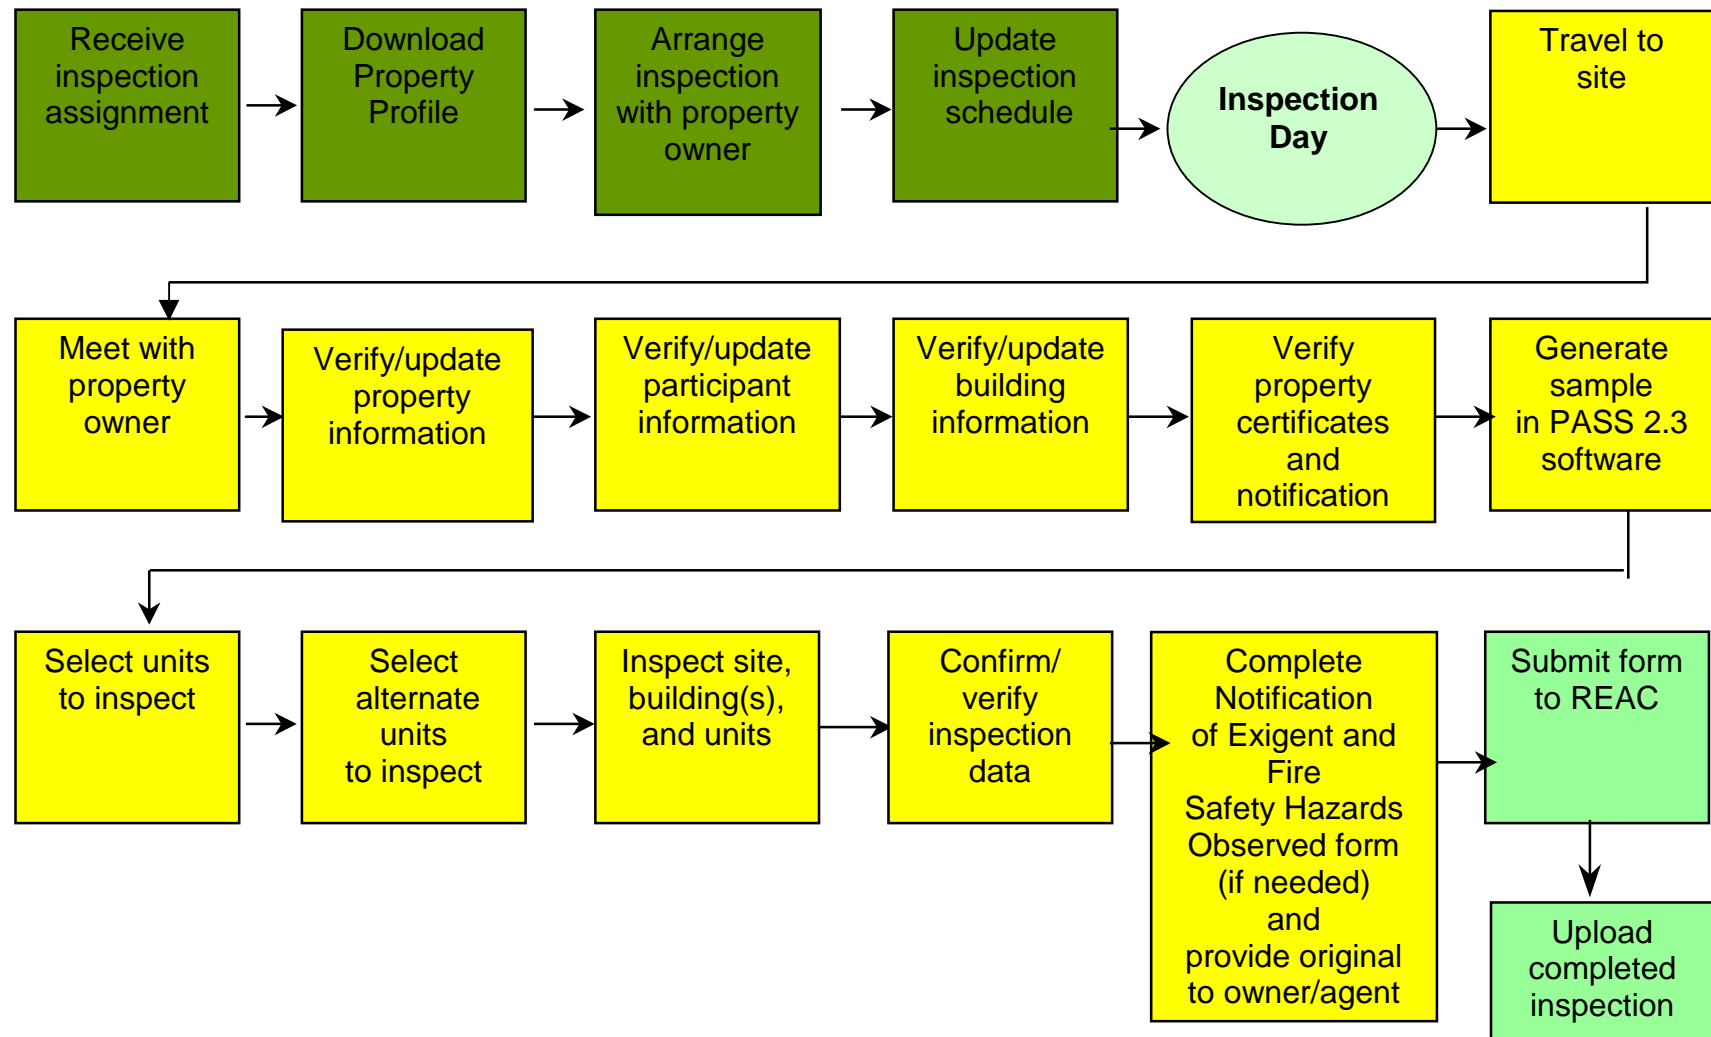 Receive
inspection
assignment
Download
Property
Profile
Arrange
inspection
with property
owner
Update
inspection
schedule
Inspection
Day
Travel to
site
Meet with
property
owner
Verify/update
property
information
Verify/update
participant
information
Verify/update
building
information
Verify
property
certificates
and
notification
Generate
sample
in PASS 2.3
software
Select units
to inspect
Select
alternate
units
to inspect
Inspect site,
building(s),
and units
Confirm/
verify
inspection
data
Complete
Notification
of Exigent and
Fire
Safety Hazards
Observed form
(if needed)
and
provide original
to owner/agent
Submit form
to REAC
Upload
completed
inspection